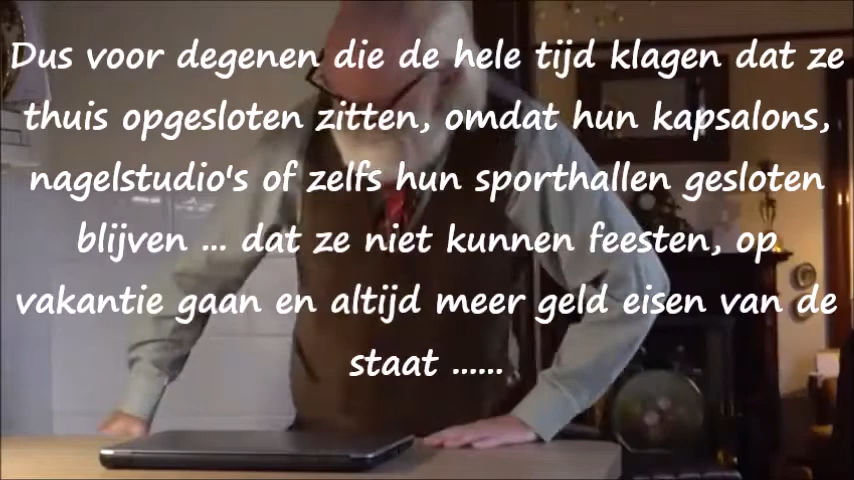 Dus voor degenen die de hele tijd klagen dat ze
thuis opgesloten zitten, omdat hun kapsalons,
nagelstudio's of zelfs hun sporthallen gesloten
blijven ... dat ze niet kunnen feesten, op
vakantie gaan en altijd meer geld eisen van de
staat ......